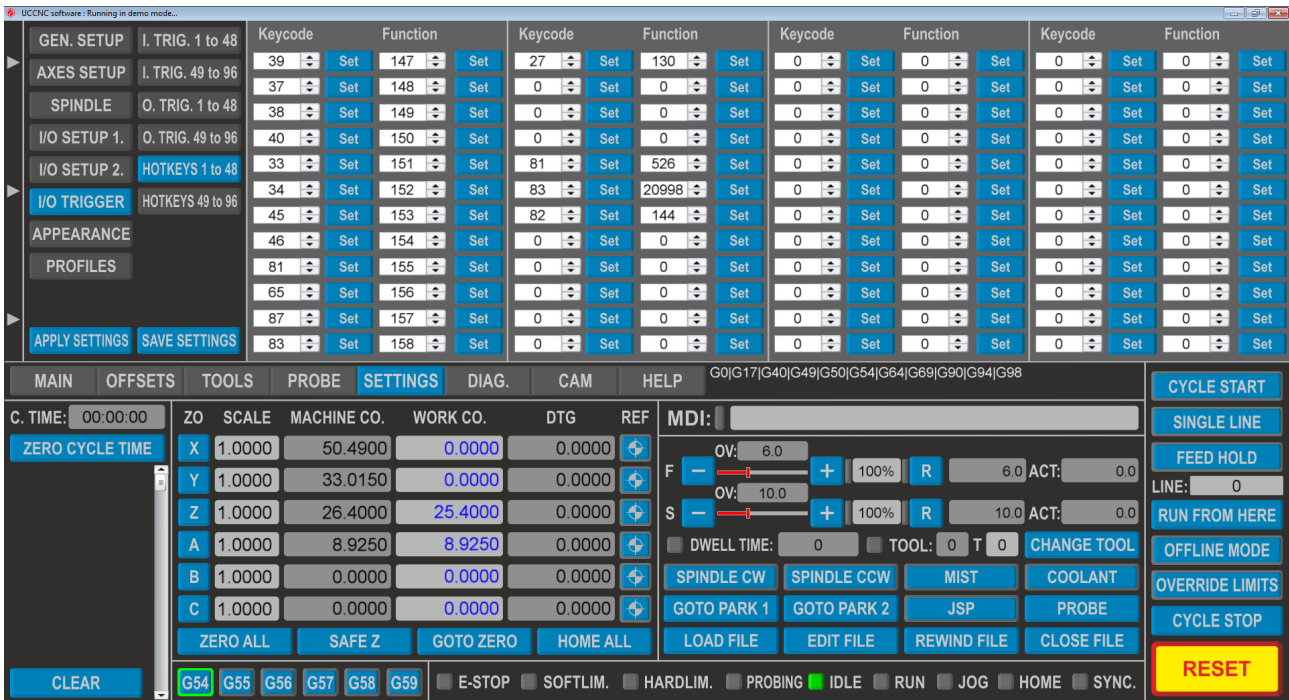 UCCNC software : Running in demo mode...
GEN. SETUP I. TRIG. 1 to 48 Keycode Function Keycode Function Keycode Function Keycode Function
39 Set 147 Set 27 Set 130 Set 0 Set 0 Set 0 Set 0 Set
AXES SETUP I. TRIG. 49 to 96
37 Set 148 Set 0 Set 0 Set 0 Set 0 Set 0 Set 0 Set
SPINDLE O. TRIG. 1 to 48
38 Set 149 Set 0 Set 0 Set 0 Set 0 Set 0 Set 0 Set
I/O SETUP 1. O. TRIG. 49 to 96
40 Set 150 Set 0 Set 0 Set 0 Set 0 Set 0 Set 0 Set
I/O SETUP 2. HOTKEYS 1 to 48
33 Set 151 Set 81 Set 526 Set 0 Set 0 Set 0 Set 0 Set
34 Set 152 Set 83 Set 20998 Set 0 Set 0 Set 0 Set 0 Set
I/O TRIGGER HOTKEYS 49 to 96
45 Set 153 Set 82 Set 144 Set 0 Set 0 Set 0 Set 0 Set
APPEARANCE
46 Set 154 Set 0 Set 0 Set 0 Set 0 Set 0 Set 0 Set
PROFILES
81 Set 155 Set 0 Set 0 Set 0 Set 0 Set 0 Set 0 Set
65 Set 156 Set 0 Set 0 Set 0 Set 0 Set 0 Set 0 Set
87 Set 157 Set 0 Set 0 Set 0 Set 0 Set 0 Set 0 Set
APPLY SETTINGS SAVE SETTINGS
83 Set 158 Set 0 Set 0 Set 0 Set 0 Set 0 Set 0 Set
MAIN OFFSETS TOOLS PROBE SETTINGS DIAG. CAM HELP G0|G17|G40|G49|G50|G54|G64|G69|G90|G94|G98
C. TIME: 00:00:00
ZERO CYCLE TIME
CLEAR
ZO SCALE MACHINE CO. WORK CO. DTG REF
X 1.0000 50.4900 0.0000 0.0000
Y 1.0000 33.0150 0.0000 0.0000
Z 1.0000 26.4000 25.4000 0.0000
A 1.0000 8.9250 8.9250 0.0000
B 1.0000 0.0000 0.0000 0.0000
C 1.0000 0.0000 0.0000 0.0000
ZERO ALL SAFE Z GOTO ZERO HOME ALL
MDI:
OV: 6.0
F − + 100% R 6.0 ACT: 0.0
OV: 10.0
S − + 100% R 10.0 ACT: 0.0
DWELL TIME: 0 TOOL: 0 T 0 CHANGE TOOL
SPINDLE CW SPINDLE CCW MIST COOLANT
GOTO PARK 1 GOTO PARK 2 JSP PROBE
LOAD FILE EDIT FILE REWIND FILE CLOSE FILE
G54 G55 G56 G57 G58 G59 E-STOP SOFTLIM. HARDLIM. PROBING IDLE RUN JOG HOME SYNC.
CYCLE START
SINGLE LINE
FEED HOLD
LINE: 0
RUN FROM HERE
OFFLINE MODE
OVERRIDE LIMITS
CYCLE STOP
RESET